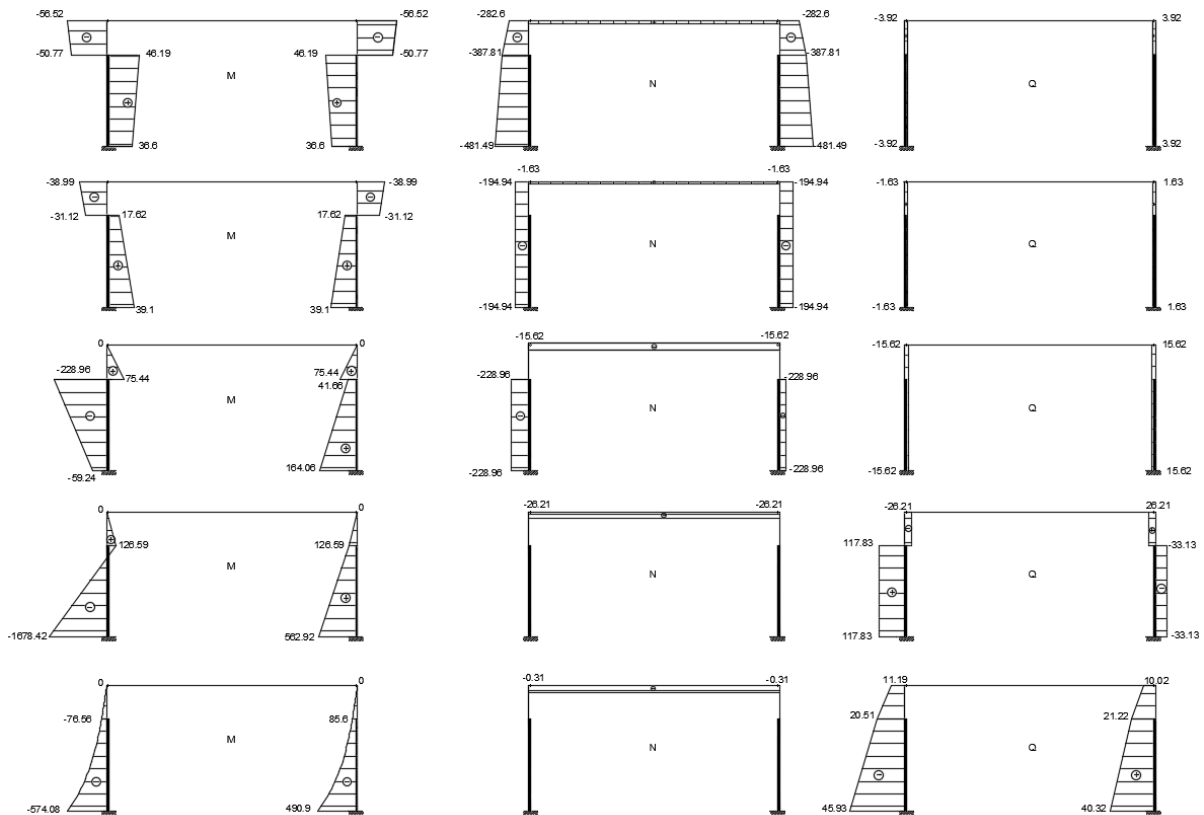 -56.52 -56.52 -282.6 -282.6 -3.92 3.92
-50.77 46.19 46.19 -50.77 -387.81 -387.81
M N Q
36.6 36.6 -481.49 -481.49 -3.92 3.92
-1.63 -1.63
-38.99 -38.99 -194.94 -194.94 -1.63 1.63
-31.12 17.62 17.62 -31.12
M N Q
39.1 39.1 -194.94 -194.94 -1.63 1.63
0 0 -15.62 -15.62 -15.62 15.62
-228.96 75.44 75.44 -228.96 -228.96
41.66
M N Q
-59.24 164.06 -228.96 -228.96 -15.62 15.62
0 0 -26.21 -26.21 -26.21 26.21
126.59 126.59 117.83 -33.13
M N Q
-1678.42 562.92 117.83 -33.13
0 0 -0.31 -0.31 11.19 10.02
-76.56 85.6 20.51 21.22
M N Q
-574.08 490.9 45.93 40.32